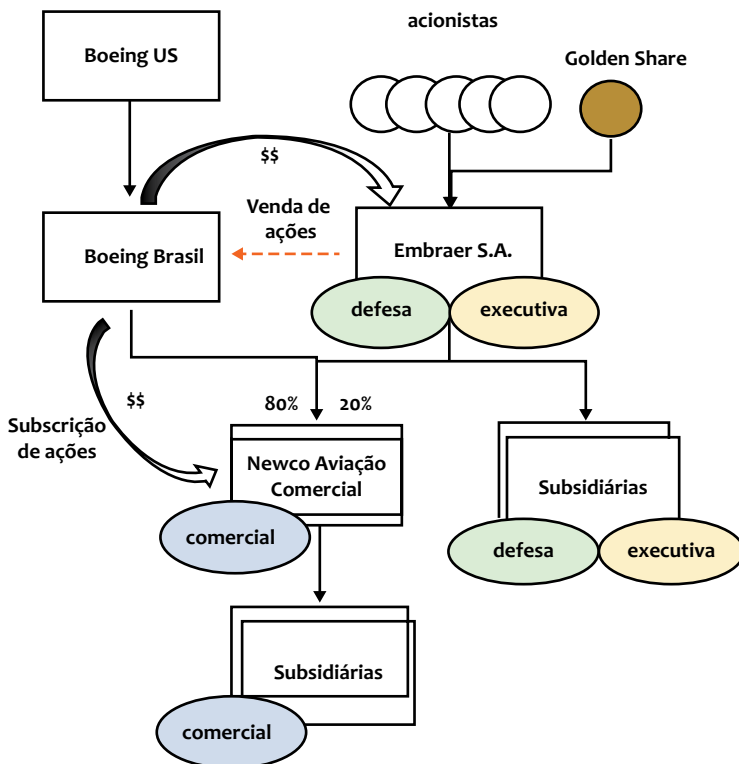 acionistas
Boeing US
Golden Share
$$
Venda de
ações
Boeing Brasil
Embraer S.A.
defesa
executiva
$$
80%
20%
Subscrição
de ações
Newco Aviação
Comercial
Subsidiárias
comercial
defesa
executiva
Subsidiárias
comercial